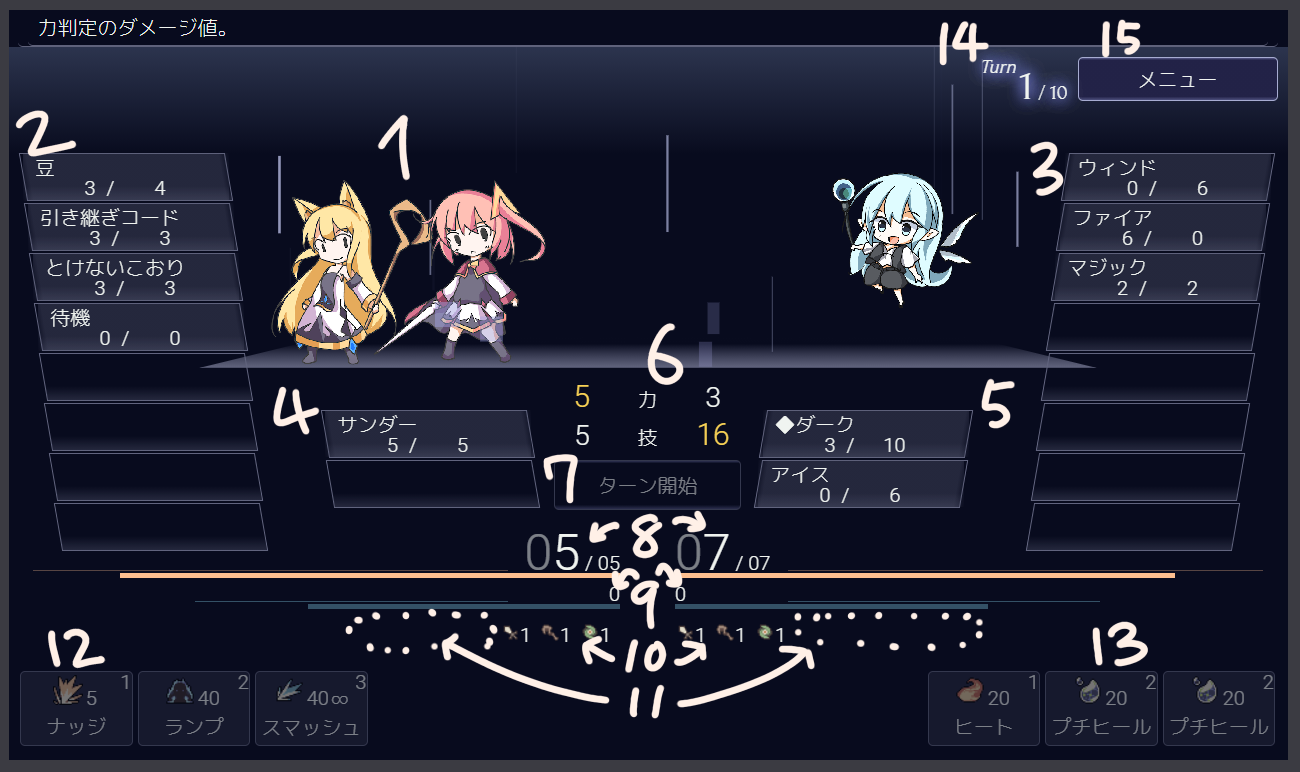 力判定のダメージ値。
14
15
Turn 1/10
メニュー
2
1
3
豆
3 / 4
引き継ぎコード
3 / 3
とけないこおり
3 / 3
待機
0 / 0
ウィンド
0 / 6
ファイア
6 / 0
マジック
2 / 2
6
4
5
5 力 3
5 技 16
サンダー
5 / 5
◆ダーク
3 / 10
アイス
0 / 6
7
ターン開始
8
05/05
07/07
9
0
0
1 1 1
1 1 1
10
11
12
13
5 1
ナッジ
40 2
ランプ
40∞ 3
スマッシュ
20 1
ヒート
20 2
プチヒール
20 2
プチヒール